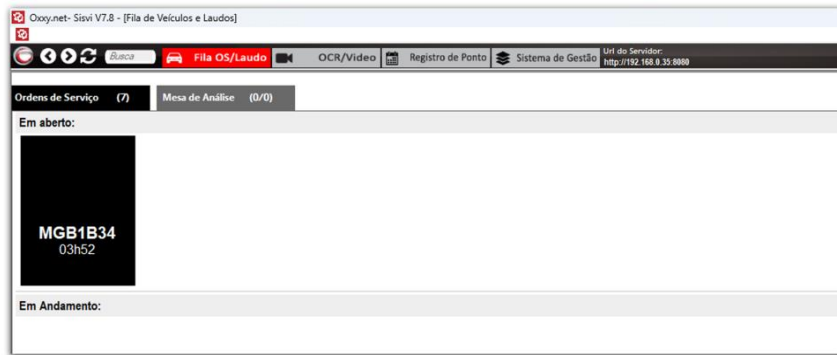 Oxxy.net- Sisvi V7.8 - [Fila de Veículos e Laudos]
Busca Fila OS/Laudo OCR/Video Registro de Ponto Sistema de Gestão Url do Servidor:
http://192.168.0.35:8080
Ordens de Serviço (7) Mesa de Análise (0/0)
Em aberto:
MGB1B34
03h52
Em Andamento: